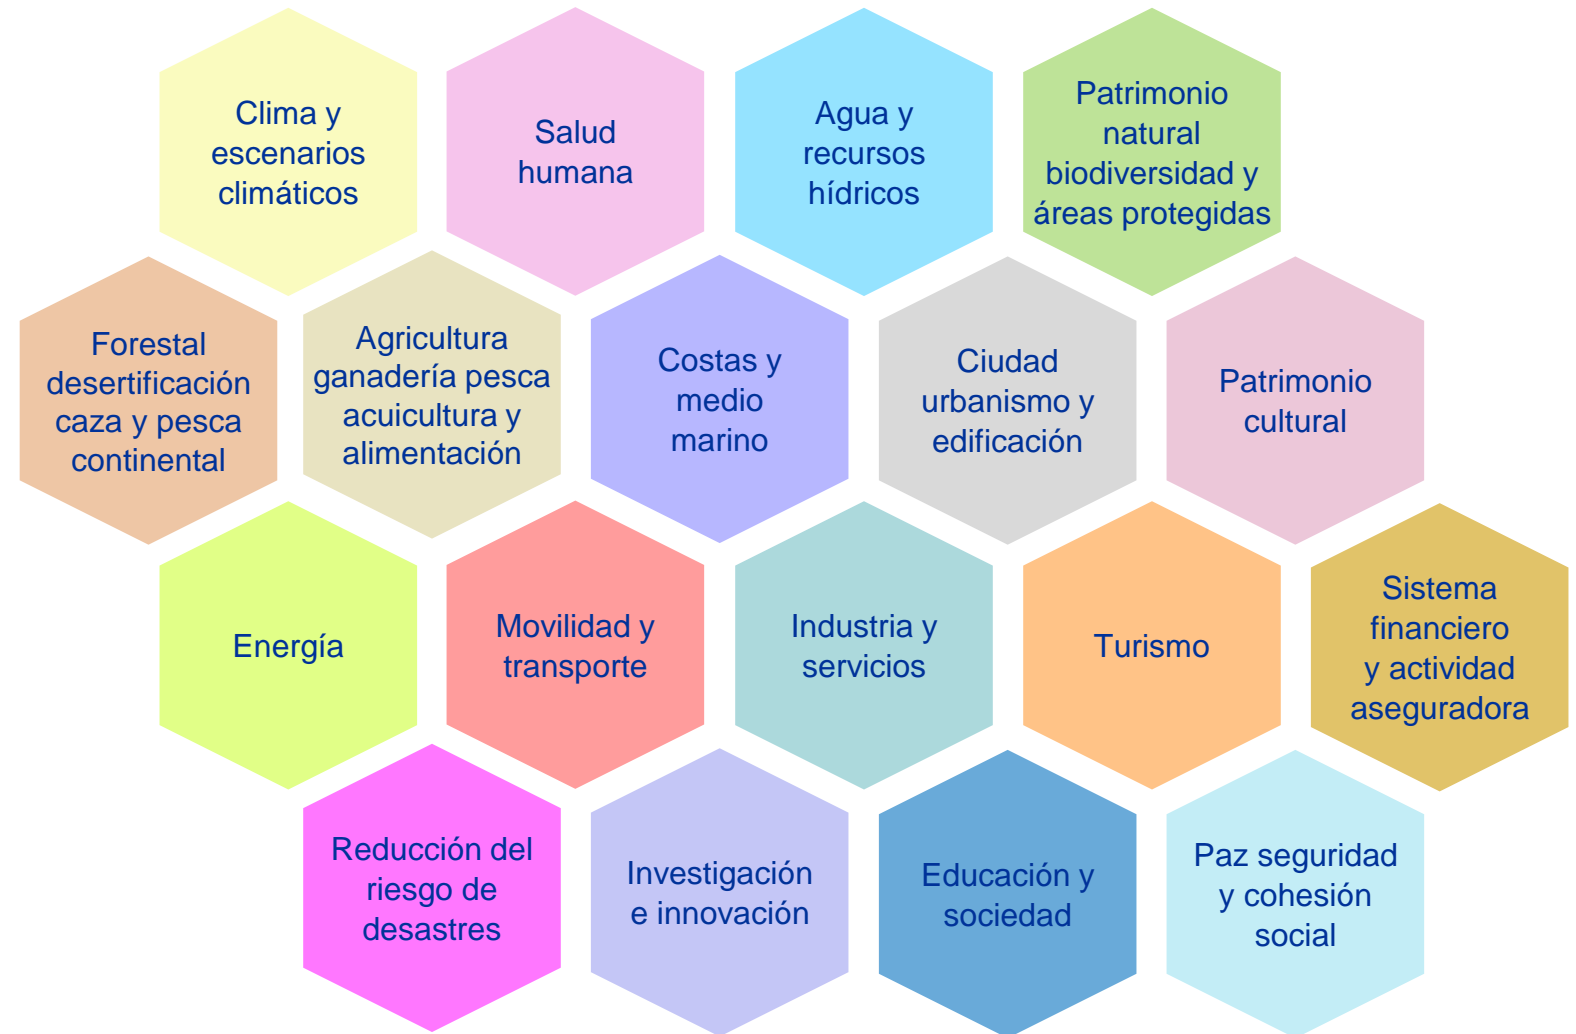 Clima y
escenarios
climáticos
Salud
humana
Agua y
recursos
hídricos
Patrimonio
natural
biodiversidad y
áreas protegidas
Forestal
desertificación
caza y pesca
continental
Agricultura
ganadería pesca
acuicultura y
alimentación
Costas y
medio
marino
Ciudad
urbanismo y
edificación
Patrimonio
cultural
Energía
Movilidad y
transporte
Industria y
servicios
Turismo
Sistema
financiero
y actividad
aseguradora
Reducción del
riesgo de
desastres
Investigación
e innovación
Educación y
sociedad
Paz seguridad
y cohesión
social